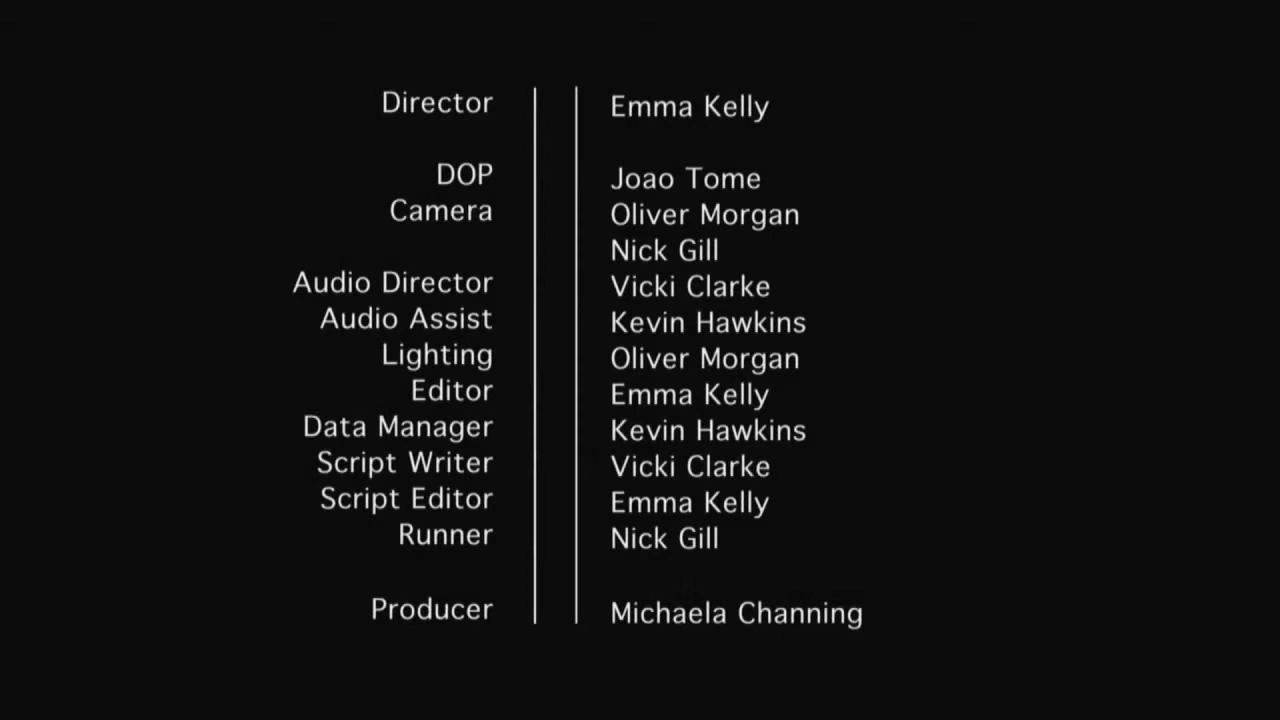 Director Emma Kelly
DOP Joao Tome
Camera Oliver Morgan
Nick Gill
Audio Director Vicki Clarke
Audio Assist Kevin Hawkins
Lighting Oliver Morgan
Editor Emma Kelly
Data Manager Kevin Hawkins
Script Writer Vicki Clarke
Script Editor Emma Kelly
Runner Nick Gill
Producer Michaela Channing